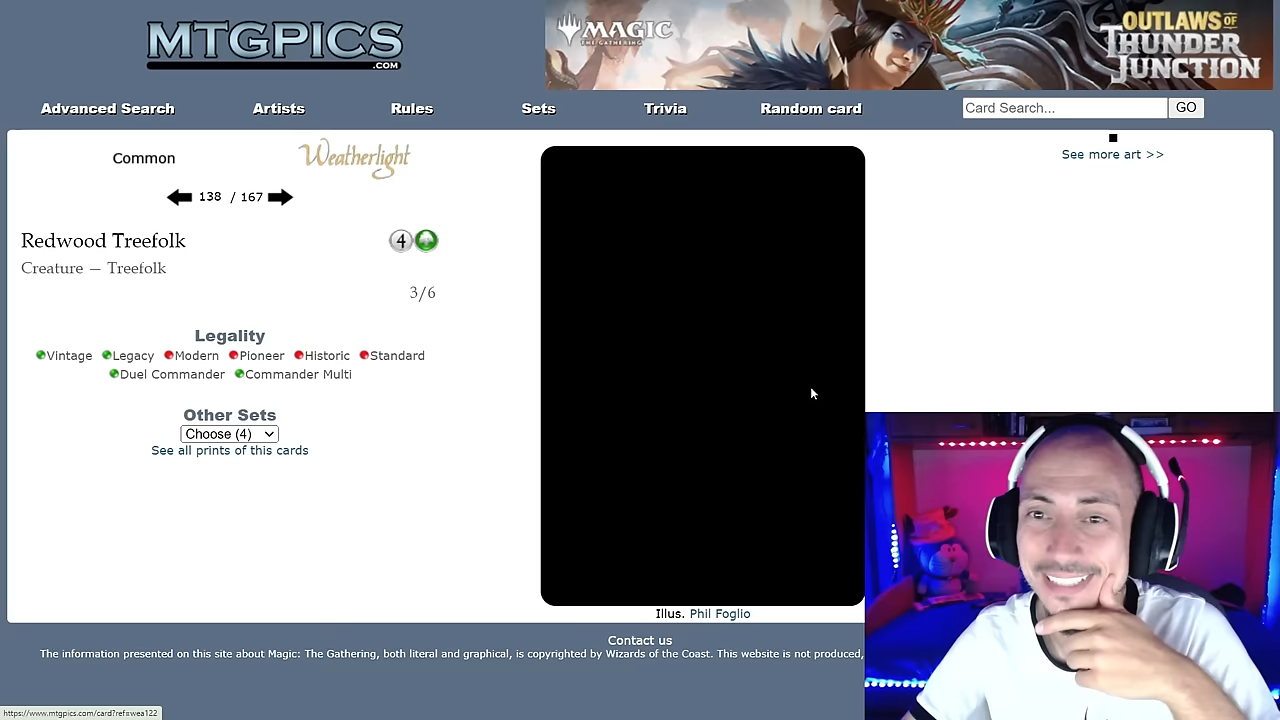 MTGPICS
.COM
MAGIC
THE GATHERING
OUTLAWS OF
THUNDER
JUNCTION
Advanced Search
Artists
Rules
Sets
Trivia
Random card
Card Search...
GO
Common
Weatherlight
138 / 167
See more art >>
Redwood Treefolk
4
Creature — Treefolk
3/6
Legality
Vintage Legacy Modern Pioneer Historic Standard
Duel Commander Commander Multi
Other Sets
Choose (4)
See all prints of this cards
Illus. Phil Foglio
Contact us
The information presented on this site about Magic: The Gathering, both literal and graphical, is copyrighted by Wizards of the Coast. This website is not produced,
https://www.mtgpics.com/card?ref=wea122